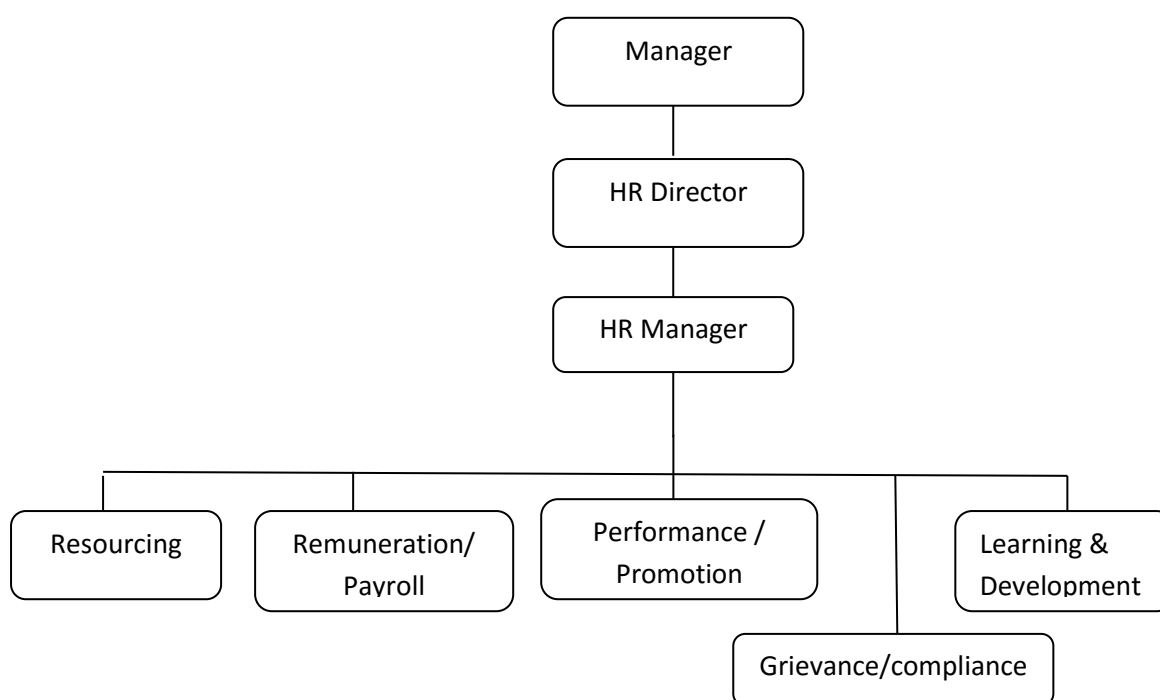 Manager
HR Director
HR Manager
Resourcing
Remuneration/
Payroll
Performance /
Promotion
Learning &
Development
Grievance/compliance